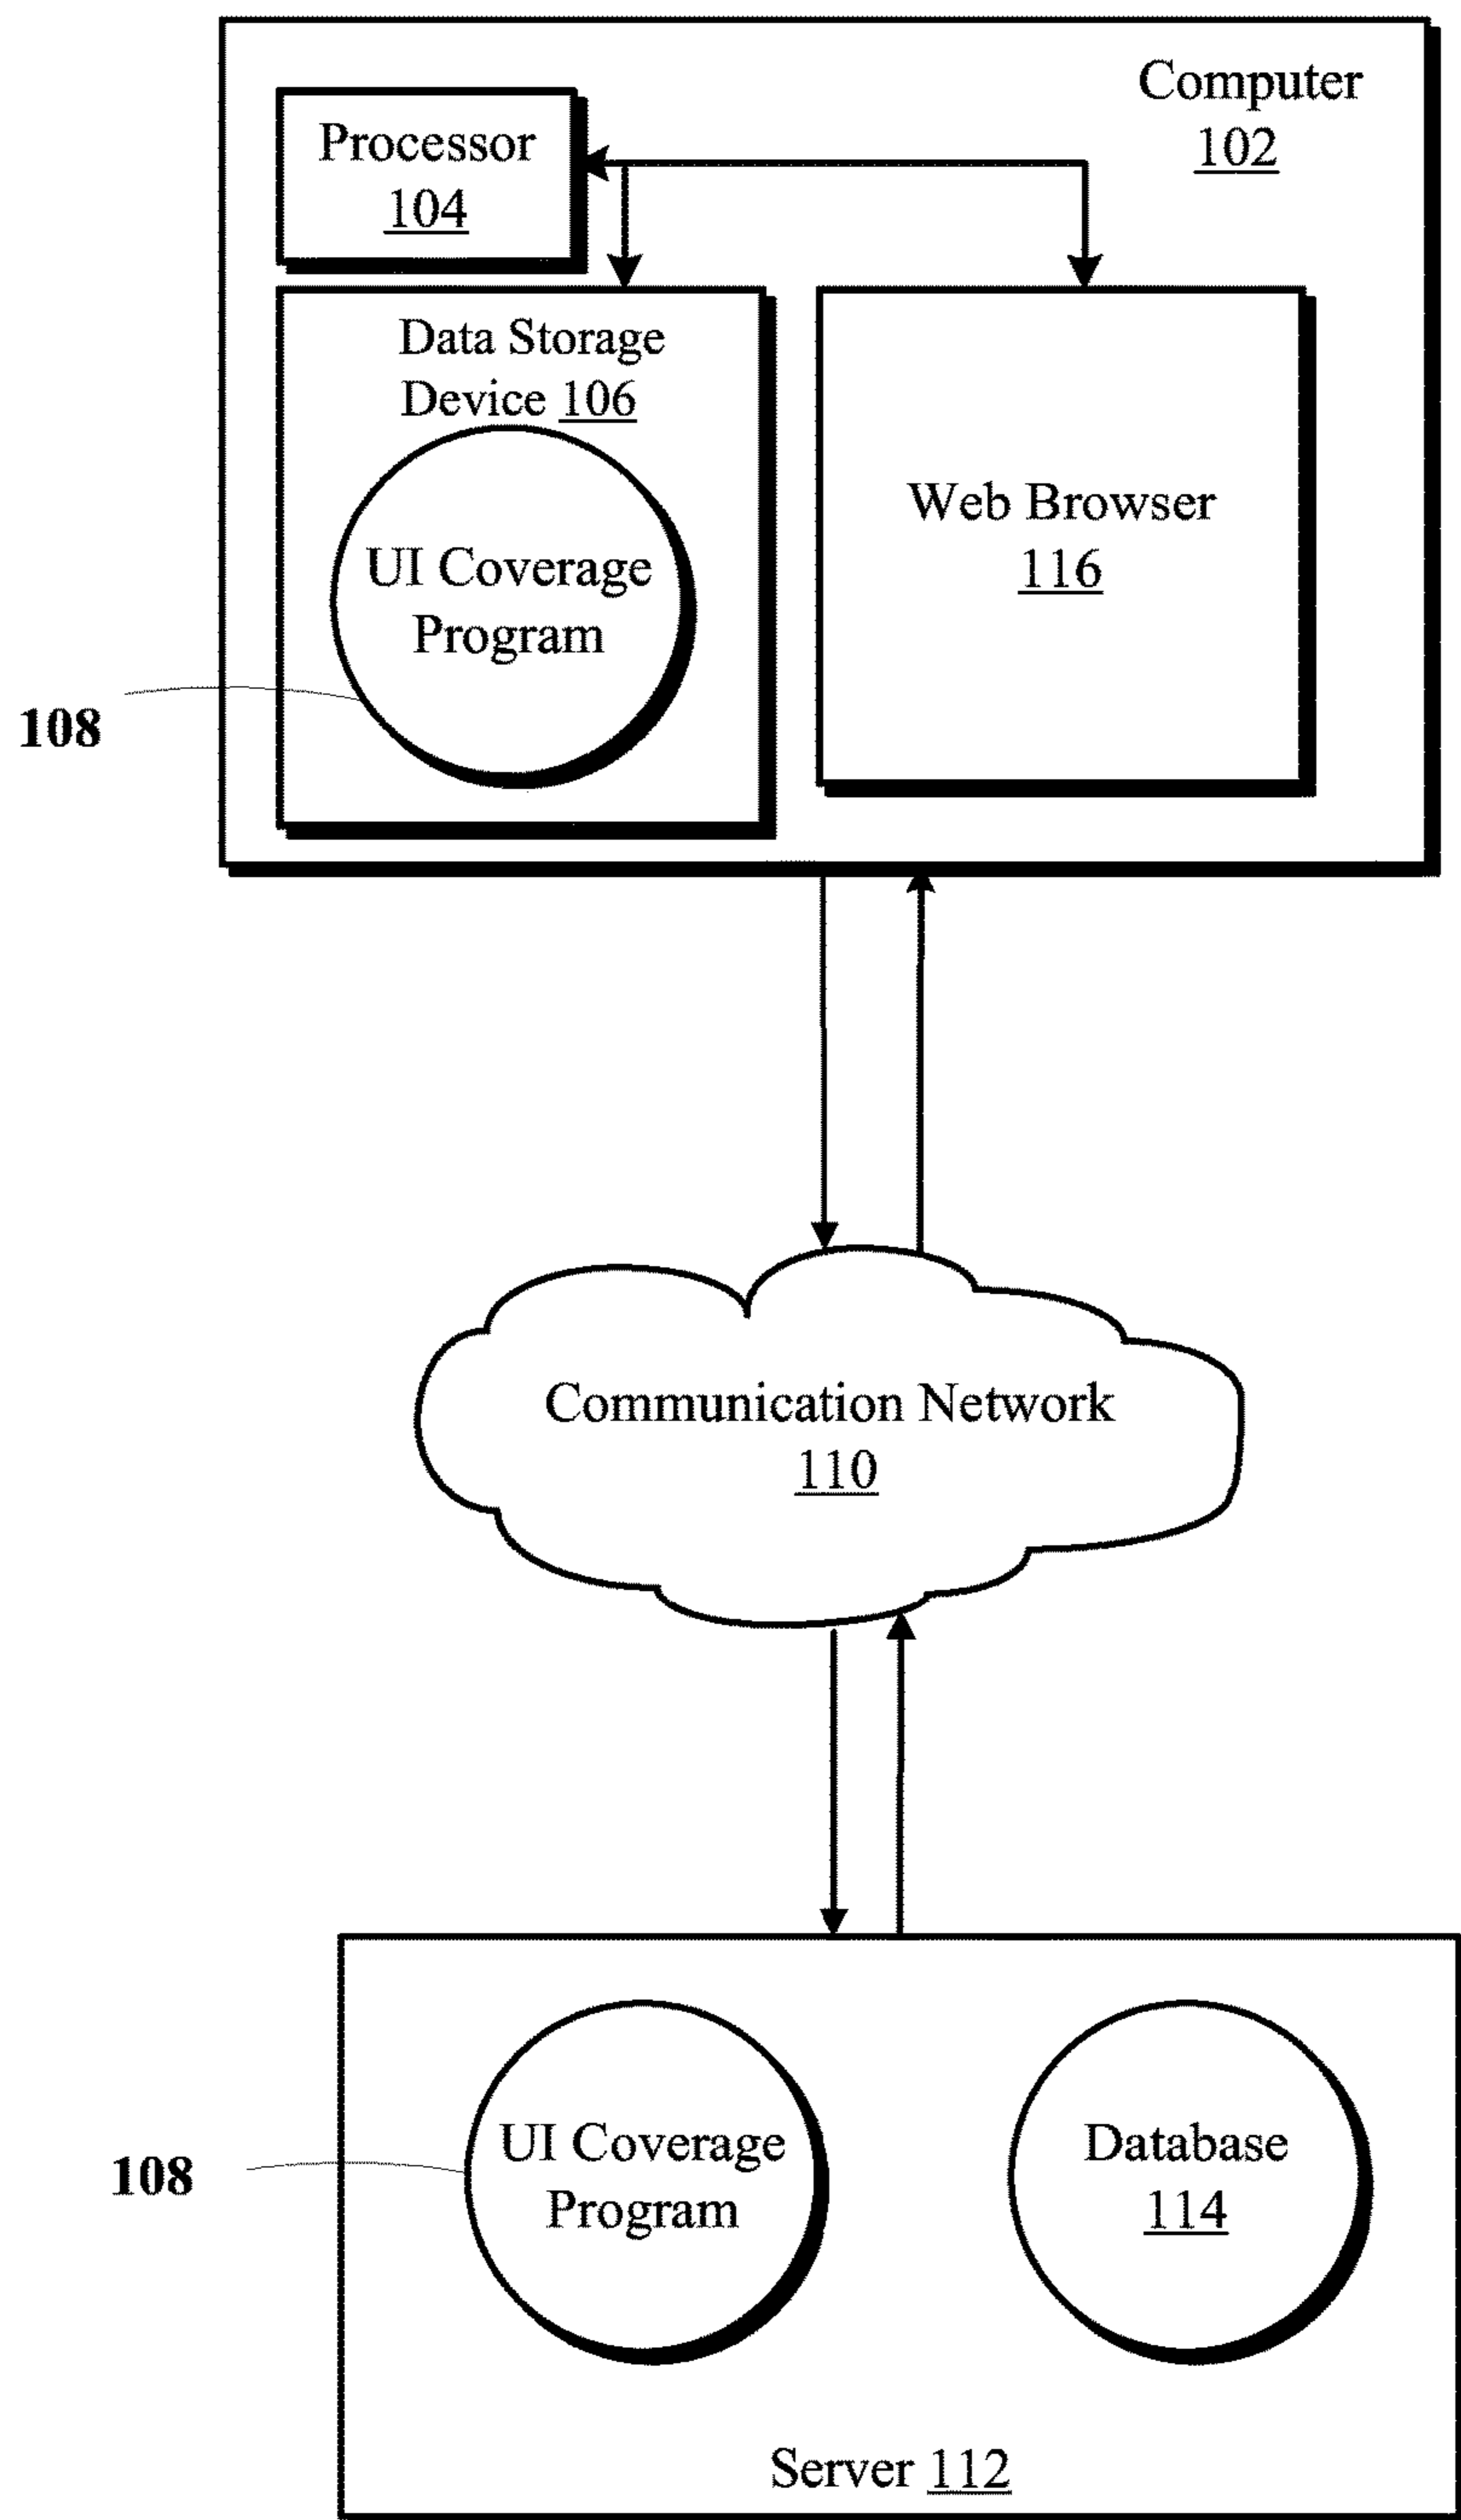 Computer
102
Processor
104
Data Storage
Device 106
UI Coverage
Program
108
Web Browser
116
Communication Network
110
UI Coverage
Program
108
Database
114
Server 112